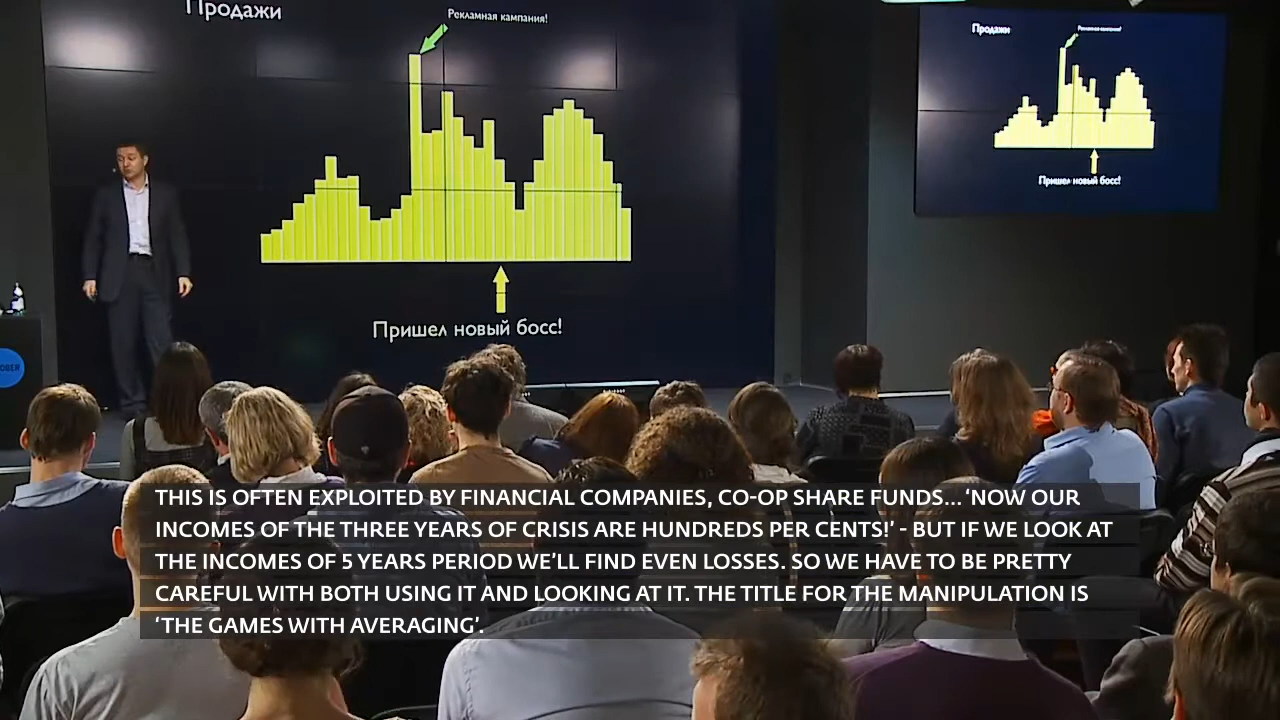 Продажи
Рекламная кампания!
Продажи
Рекламная кампания!
Пришел новый босс!
Пришел новый босс!
THIS IS OFTEN EXPLOITED BY FINANCIAL COMPANIES, CO-OP SHARE FUNDS... 'NOW OUR
INCOMES OF THE THREE YEARS OF CRISIS ARE HUNDREDS PER CENTS!' - BUT IF WE LOOK AT
THE INCOMES OF 5 YEARS PERIOD WE'LL FIND EVEN LOSSES. SO WE HAVE TO BE PRETTY
CAREFUL WITH BOTH USING IT AND LOOKING AT IT. THE TITLE FOR THE MANIPULATION IS
'THE GAMES WITH AVERAGING'.